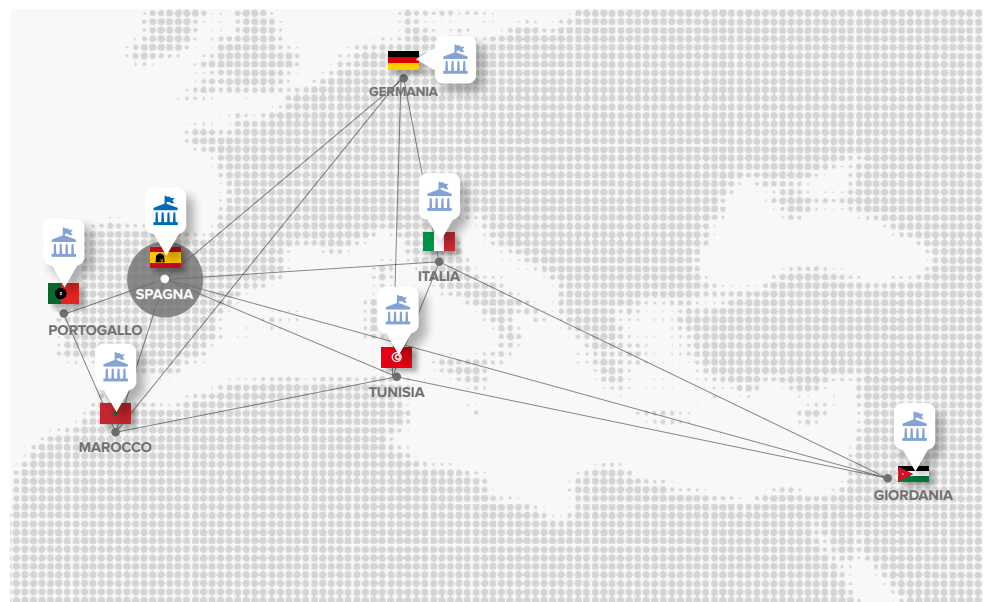 GERMANIA
ITALIA
SPAGNA
PORTOGALLO
TUNISIA
MAROCCO
GIORDANIA